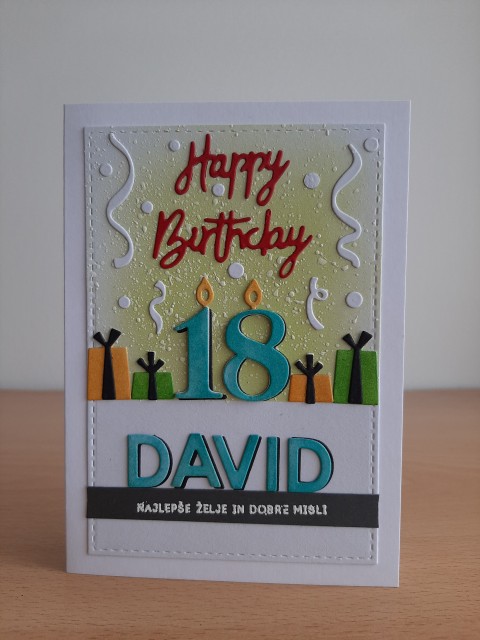 Happy
Birthday
18
DAVID
NAJLEPŠE ŽELJE IN DOBRE MISLI